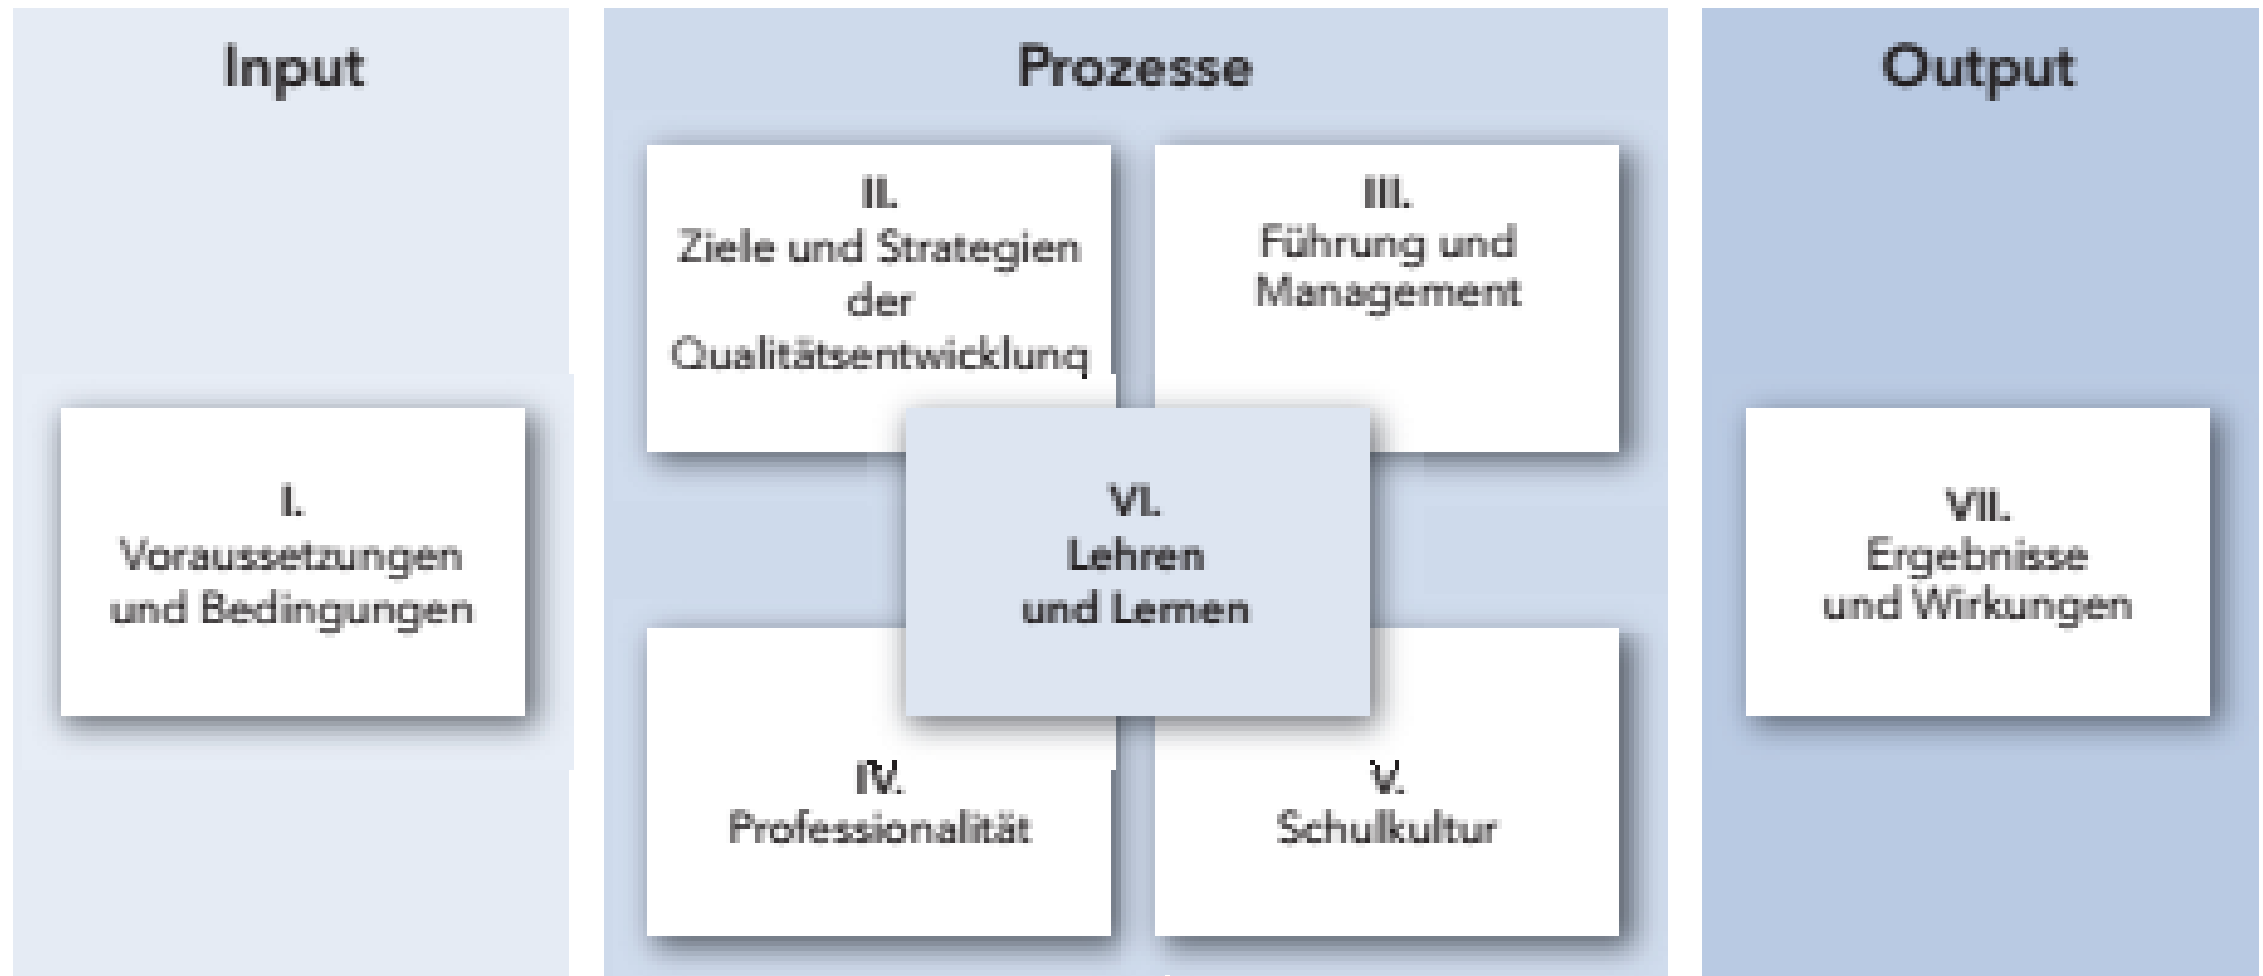 Input
I.
Voraussetzungen
und Bedingungen
Prozesse
II.
Ziele und Strategien
der
Qualitätsentwicklung
III.
Führung und
Management
VI.
Lehren
und Lernen
IV.
Professionalität
V.
Schulkultur
Output
VII.
Ergebnisse
und Wirkungen